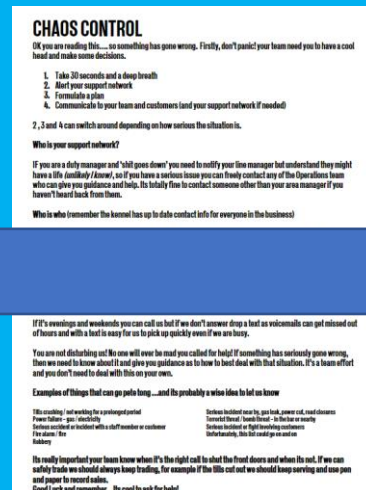 CHAOS CONTROL
OK you are reading this.... so something has gone wrong. Firstly, don't panic! your team need you to have a cool
head and make some decisions.
1. Take 30 seconds and a deep breath
2. Alert your support network
3. Formulate a plan
4. Communicate to your team and customers (and your support network if needed)
2 , 3 and 4 can switch around depending on how serious the situation is.
Who is your support network?
IF you are a duty manager and 'shit goes down' you need to notify your line manager but understand they might
have a life (unlikely I know), so if you have a serious issue you can freely contact any of the Operations team
who can give you guidance and help. Its totally fine to contact someone other than your area manager if you
haven't heard back from them.
Who is who (remember the kennel has up to date contact info for everyone in the business)
If it's evenings and weekends you can call us but if we don't answer drop a text as voicemails can get missed out
of hours and with a text is easy for us to pick up quickly even if we are busy.
You are not disturbing us! No one will ever be mad you called for help! if something has seriously gone wrong,
then we need to know about it and give you guidance as to how to best deal with that situation. It's a team effort
and you don't need to deal with this on your own.
Examples of things that can go pete tong ....and its probably a wise idea to let us know
Tills crashing / not working for a prolonged period
Power failure – gas / electricity
Serious accident or incident with a staff member or customer
Fire alarm / fire
Robbery
Serious incident near by, gas leak, power cut, road closures
Terrorist threat / bomb threat – in the bar or nearby
Serious incident or fight involving customers
Unfortunately, this list could go on and on
Its really important your team know when it's the right call to shut the front doors and when its not. If we can
safely trade we should always keep trading, for example if the tills cut out we should keep serving and use pen
and paper to record sales.
Good Luck and remember... Its cool to ask for help!